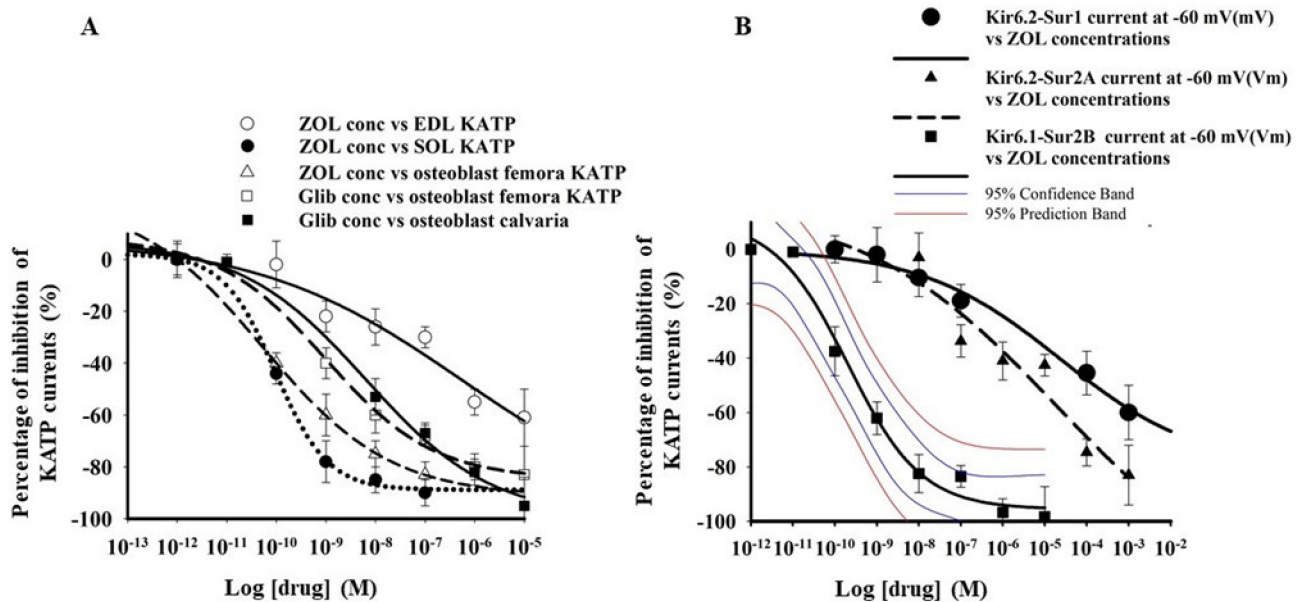 A
ZOL conc vs EDL KATP
ZOL conc vs SOL KATP
ZOL conc vs osteoblast femora KATP
Glib conc vs osteoblast femora KATP
Glib conc vs osteoblast calvaria
Percentage of inhibition of
KATP currents (%)
0
-20
-40
-60
-80
-100
10-13 10-12 10-11 10-10 10-9 10-8 10-7 10-6 10-5
Log [drug] (M)
B
Kir6.2-Sur1 current at -60 mV(mV)
vs ZOL concentrations
Kir6.2-Sur2A current at -60 mV(Vm)
vs ZOL concentrations
Kir6.1-Sur2B current at -60 mV(Vm)
vs ZOL concentrations
95% Confidence Band
95% Prediction Band
Percentage of inhibition of
KATP currents (%)
0
-20
-40
-60
-80
-100
10-12 10-11 10-10 10-9 10-8 10-7 10-6 10-5 10-4 10-3 10-2
Log [drug] (M)